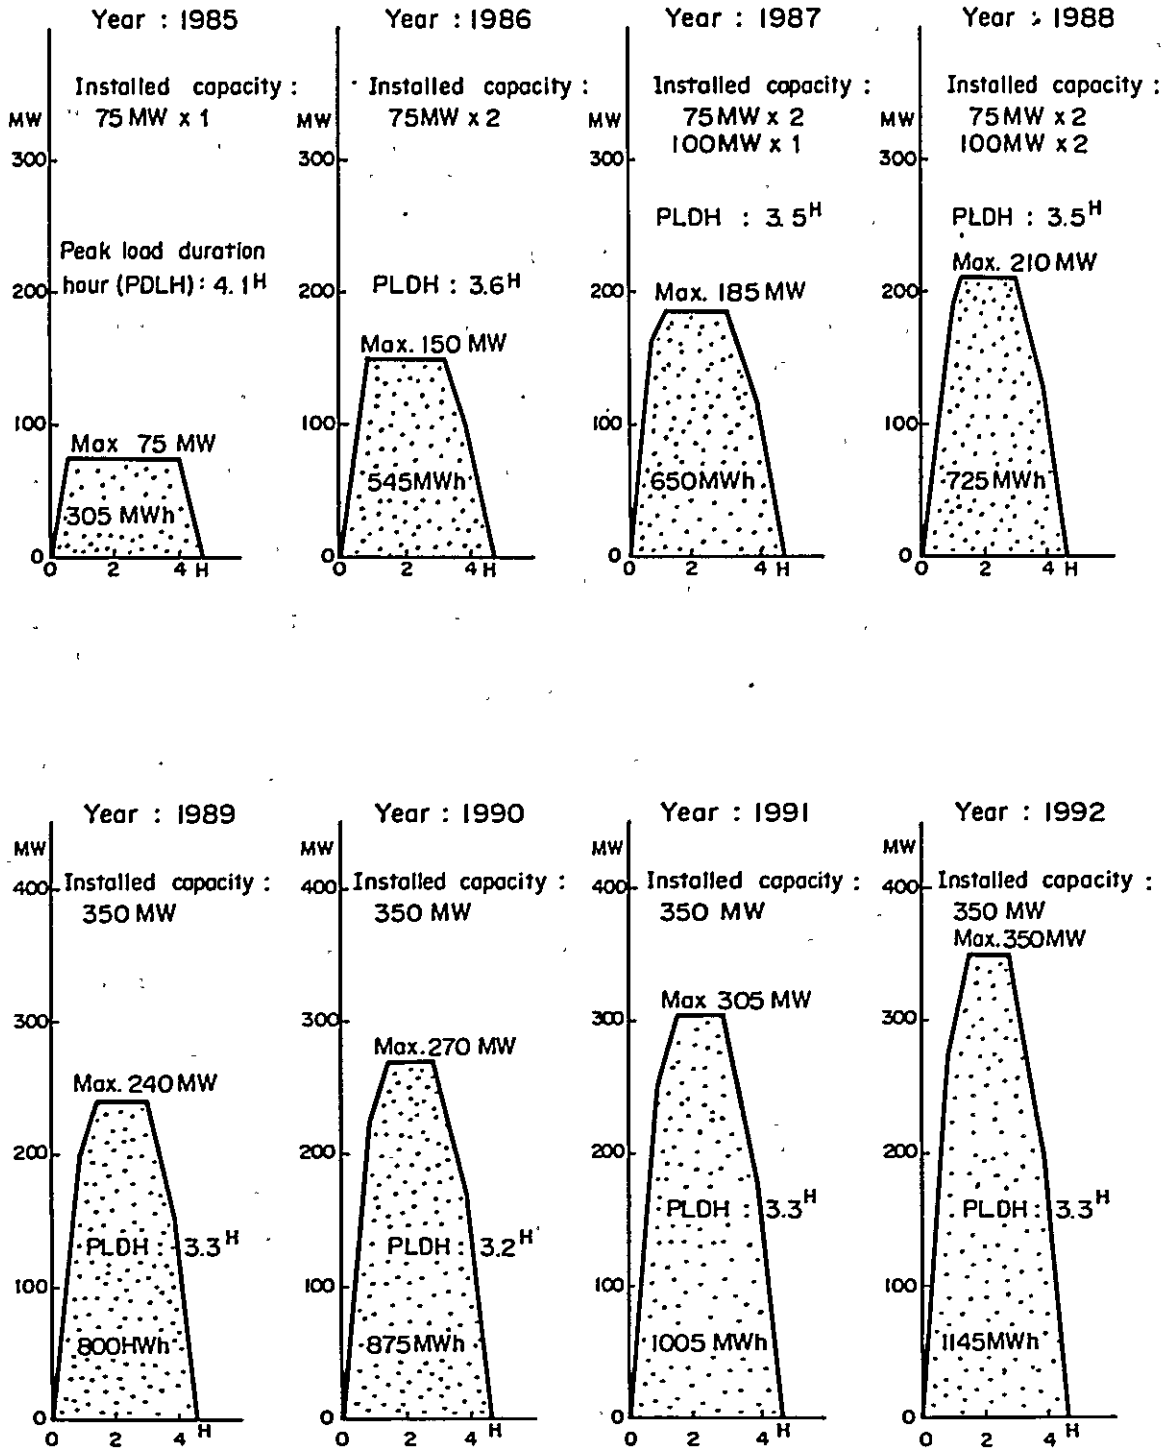 Year : 1985
Installed capacity :
75 MW x 1
MW
300
Peak load duration
hour (PDLH) : 4.1H
200
100
Max 75 MW
305 MWh
0
0 2 4 H
Year : 1986
Installed capacity :
75MW x 2
MW
300
PLDH : 3.6H
200
Max. 150 MW
100
545MWh
0
0 2 4 H
Year : 1987
Installed capacity :
75MW x 2
100MW x 1
MW
300
PLDH : 3.5H
Max. 185 MW
200
100
650MWh
0
0 2 4 H
Year : 1988
Installed capacity :
75MW x 2
100MW x 2
MW
300
PLDH : 3.5H
Max. 210 MW
200
100
725MWh
0
0 2 4 H
Year : 1989
MW
400
Installed capacity :
350 MW
300
Max. 240 MW
200
PLDH : 3.3H
100
800HWh
0
0 2 4 H
Year : 1990
MW
400
Installed capacity :
350 MW
300
Max. 270 MW
200
PLDH : 3.2H
100
875MWh
0
0 2 4 H
Year : 1991
MW
400
Installed capacity :
350 MW
Max 305 MW
300
200
PLDH : 3.3H
100
1005 MWh
0
0 2 4 H
Year : 1992
MW
400
Installed capacity :
350 MW
Max. 350MW
300
200
PLDH : 3.3H
100
1145MWh
0
0 2 4 H